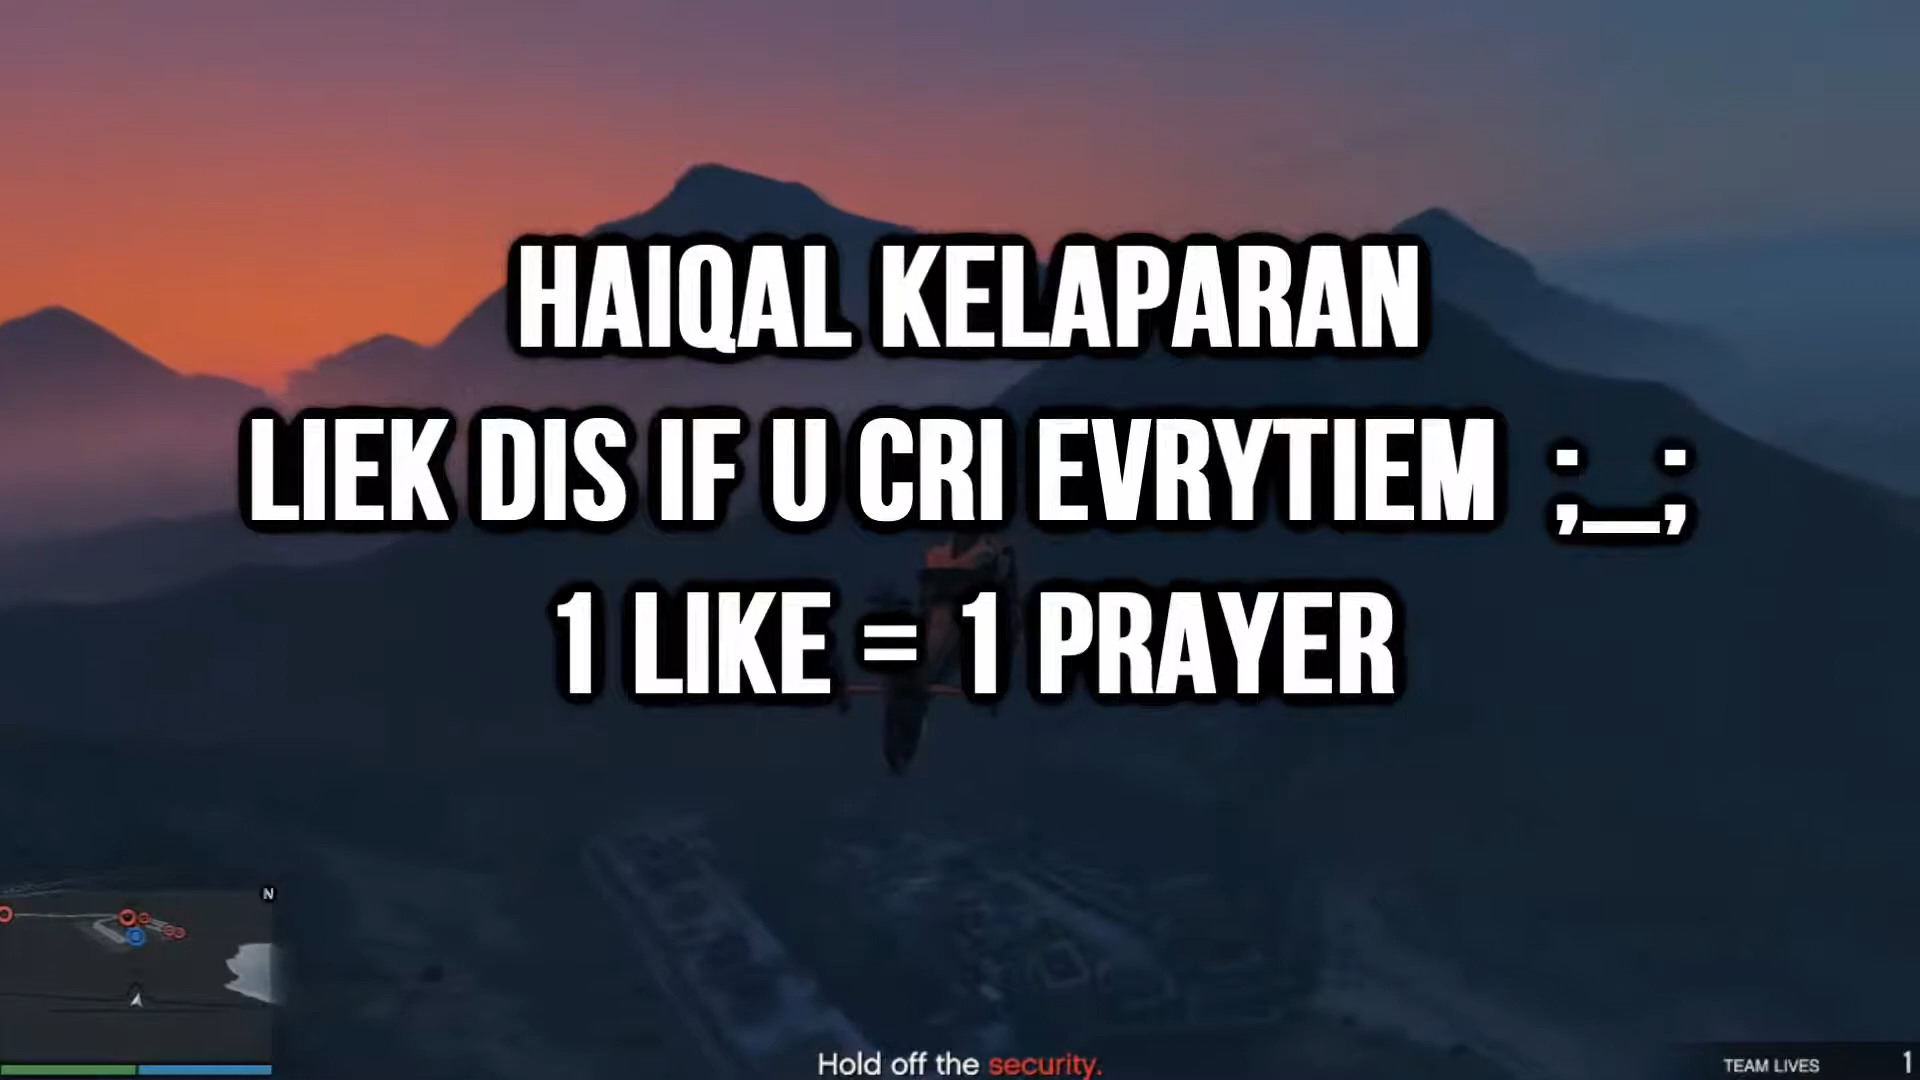 HAIQAL KELAPARAN
LIEK DIS IF U CRI EVRYTIEM ;_;
1 LIKE = 1 PRAYER
N
Hold off the security.
TEAM LIVES 1